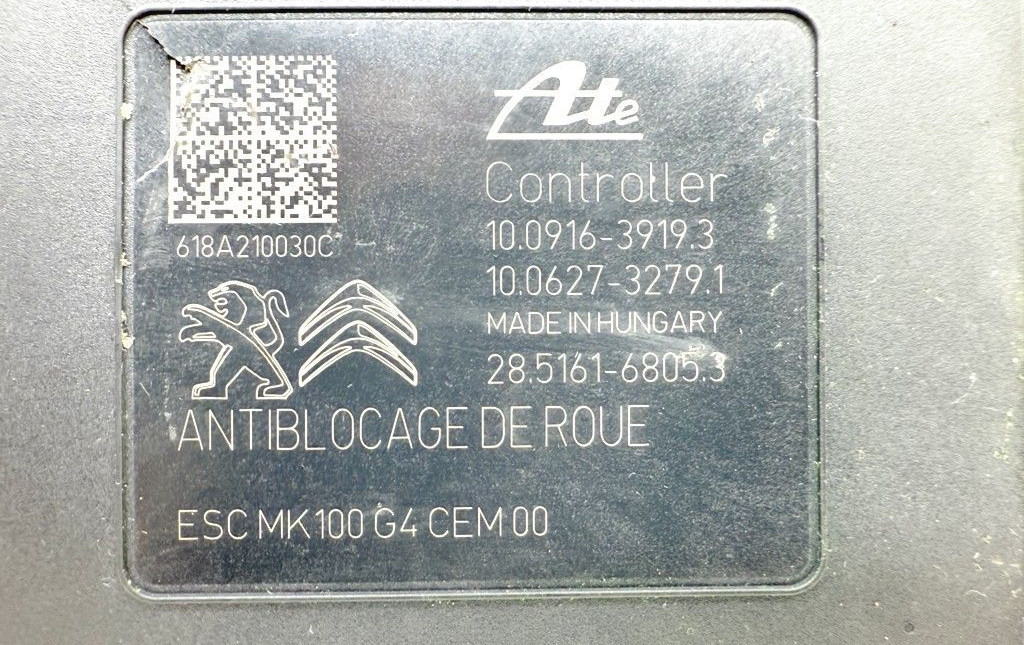 618A210030C
Ate
Controller
10.0916-3919.3
10.0627-3279.1
MADE IN HUNGARY
28.5161-6805.3
ANTIBLOCAGE DE ROUE
ESC MK100 G4 CEM 00